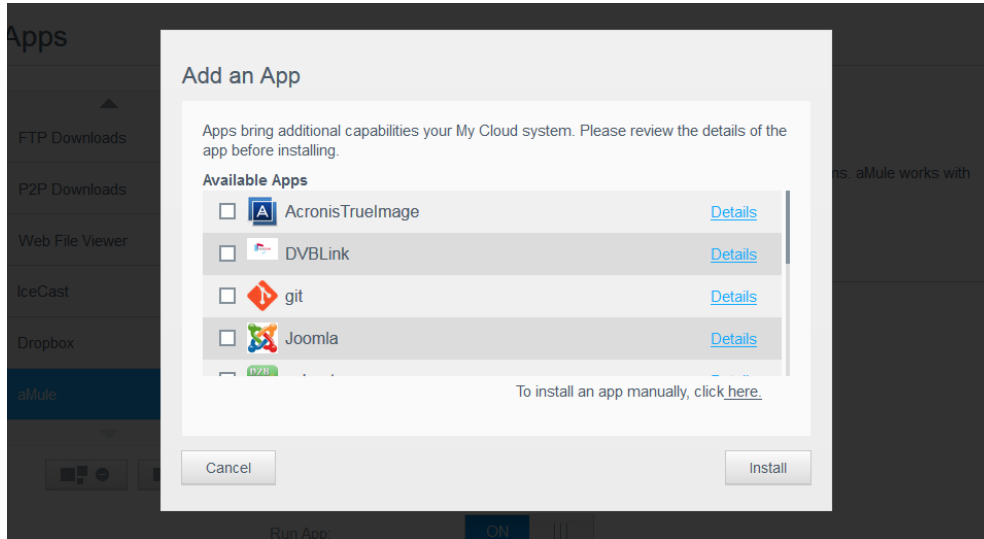 Apps
FTP Downloads
P2P Downloads
Web File Viewer
IceCast
Dropbox
aMule
Add an App
Apps bring additional capabilities your My Cloud system. Please review the details of the
app before installing.
Available Apps
AcronisTrueImage Details
DVBLink Details
git Details
Joomla Details
To install an app manually, click here.
Cancel Install
ns. aMule works with
Run App: ON